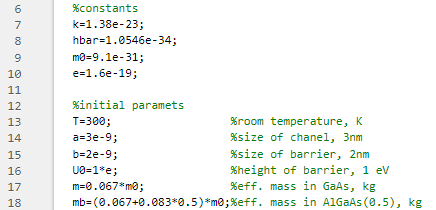 6 %constants
7 k=1.38e-23;
8 hbar=1.0546e-34;
9 m0=9.1e-31;
10 e=1.6e-19;
11
12 %initial paramets
13 T=300; %room temperature, K
14 a=3e-9; %size of chanel, 3nm
15 b=2e-9; %size of barrier, 2nm
16 U0=1*e; %height of barrier, 1 eV
17 m=0.067*m0; %eff. mass in GaAs, kg
18 mb=(0.067+0.083*0.5)*m0;%eff. mass in AlGaAs(0.5), kg